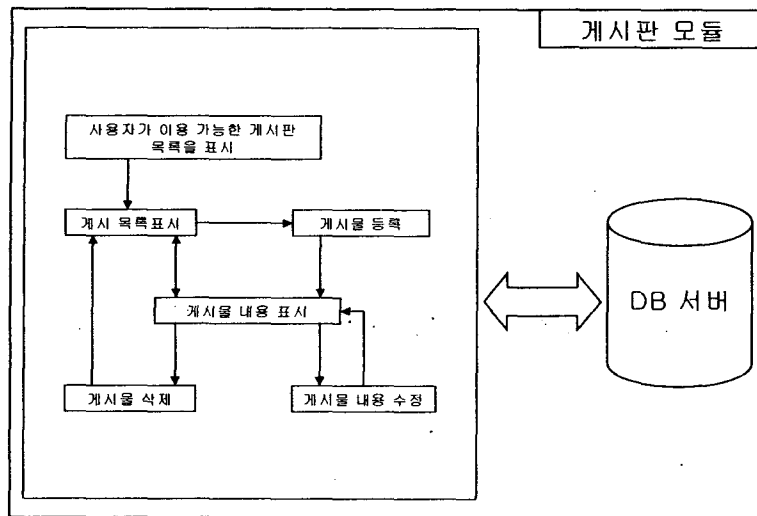 게시판 모듈
사용자가 이용 가능한 게시판
목록을 표시
게시 목록표시
게시물 등록
게시물 내용 표시
DB 서버
게시물 삭제
게시물 내용 수정